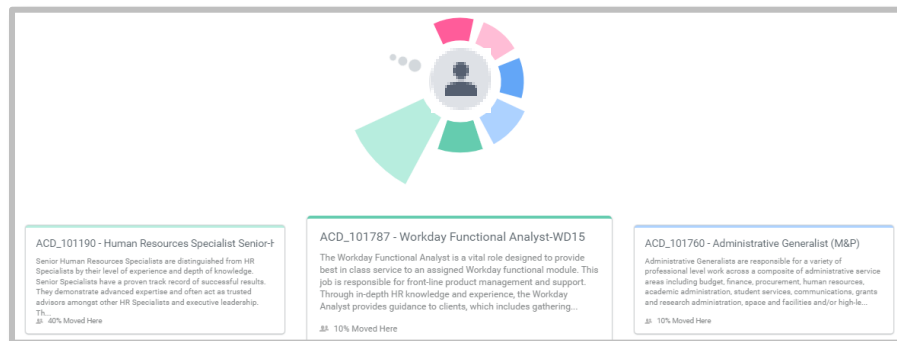 ACD_101190 - Human Resources Specialist Senior-H
Senior Human Resources Specialists are distinguished from HR
Specialists by their level of experience and depth of knowledge.
Senior Specialists have a proven track record of successful results.
They demonstrate advanced expertise and often act as trusted
advisors amongst other HR Specialists and executive leadership.
Th...
40% Moved Here
ACD_101787 - Workday Functional Analyst-WD15
The Workday Functional Analyst is a vital role designed to provide
best in class service to an assigned Workday functional module. This
job is responsible for front-line product management and support.
Through in-depth HR knowledge and experience, the Workday
Analyst provides guidance to clients, which includes gathering...
10% Moved Here
ACD_101760 - Administrative Generalist (M&P)
Administrative Generalists are responsible for a variety of
professional level work across a composite of administrative service
areas including budget, finance, procurement, human resources,
academic administration, student services, communications, grants
and research administration, space and facilities and/or high-le...
10% Moved Here